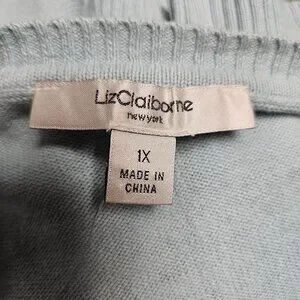 LizClaiborne
newyork
1X
MADE IN
CHINA